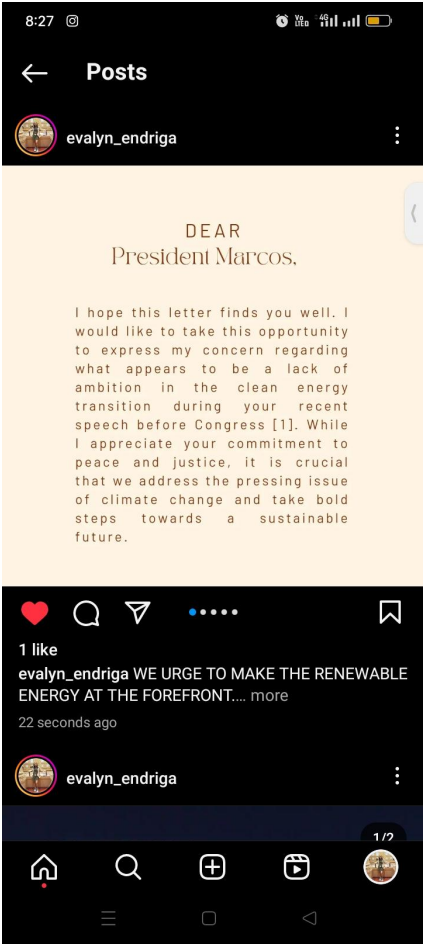 8:27
Vo LTED 4G
Posts
evalyn_endriga
DEAR
President Marcos,
I hope this letter finds you well. I
would like to take this opportunity
to express my concern regarding
what appears to be a lack of
ambition in the clean energy
transition during your recent
speech before Congress [1]. While
I appreciate your commitment to
peace and justice, it is crucial
that we address the pressing issue
of climate change and take bold
steps towards a sustainable
future.
1 like
evalyn_endriga WE URGE TO MAKE THE RENEWABLE
ENERGY AT THE FOREFRONT.... more
22 seconds ago
evalyn_endriga
1/2